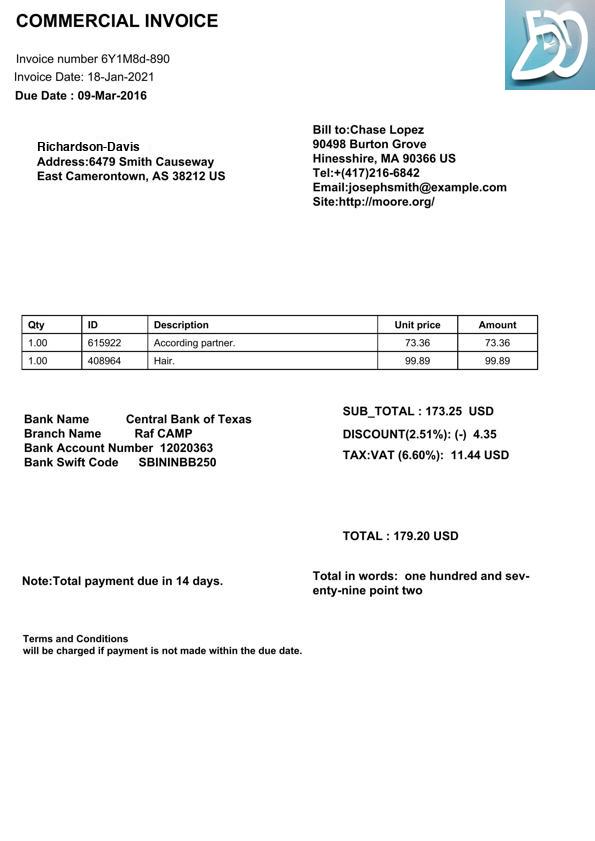 COMMERCIAL INVOICE
Invoice number 6Y1M8d-890
Invoice Date: 18-Jan-2021
Due Date : 09-Mar-2016
Richardson-Davis
Address:6479 Smith Causeway
East Camerontown, AS 38212 US
Bill to:Chase Lopez
90498 Burton Grove
Hinesshire, MA 90366 US
Tel:+(417)216-6842
Email:josephsmith@example.com
Site:http://moore.org/
Qty ID Description Unit price Amount
1.00 615922 According partner. 73.36 73.36
1.00 408964 Hair. 99.89 99.89
Bank Name Central Bank of Texas
Branch Name Raf CAMP
Bank Account Number 12020363
Bank Swift Code SBININBB250
SUB_TOTAL : 173.25 USD
DISCOUNT(2.51%): (-) 4.35
TAX:VAT (6.60%): 11.44 USD
TOTAL : 179.20 USD
Note:Total payment due in 14 days.
Total in words: one hundred and sev-
enty-nine point two
Terms and Conditions
will be charged if payment is not made within the due date.